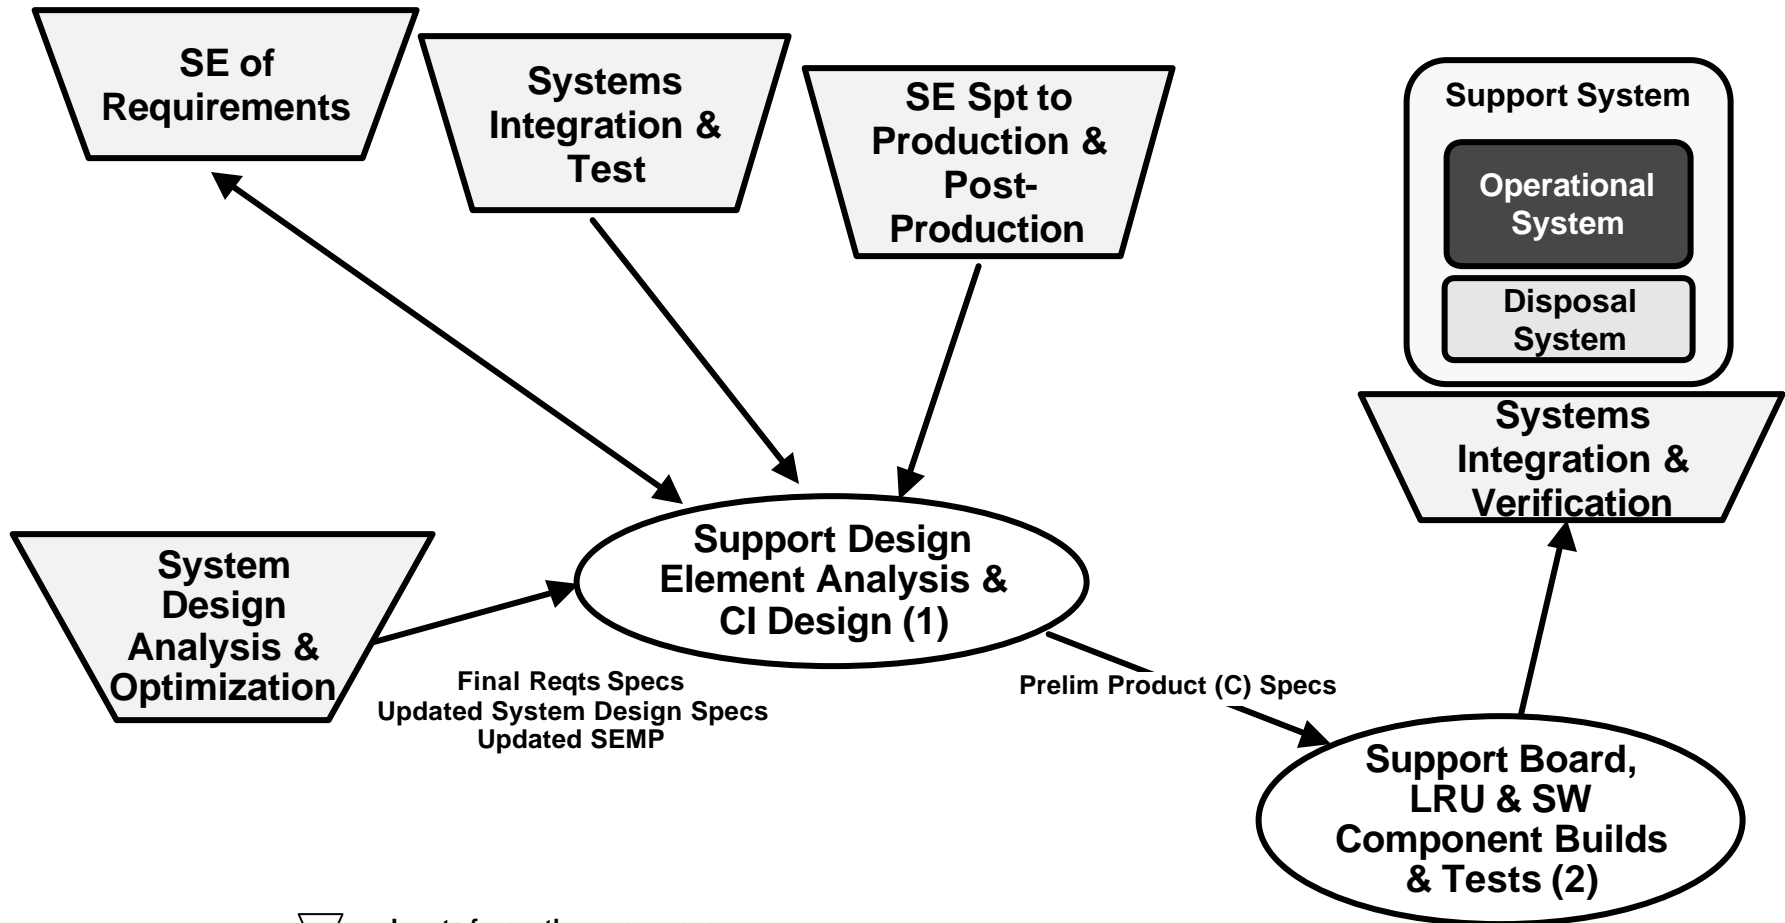 SE of
Requirements
Systems
Integration &
Test
SE Spt to
Production &
Post-
Production
Support System
Operational
System
Disposal
System
Systems
Integration &
Verification
System
Design
Analysis &
Optimization
Support Design
Element Analysis &
CI Design (1)
Final Reqts Specs
Updated System Design Specs
Updated SEMP
Prelim Product (C) Specs
Support Board,
LRU & SW
Component Builds
& Tests (2)